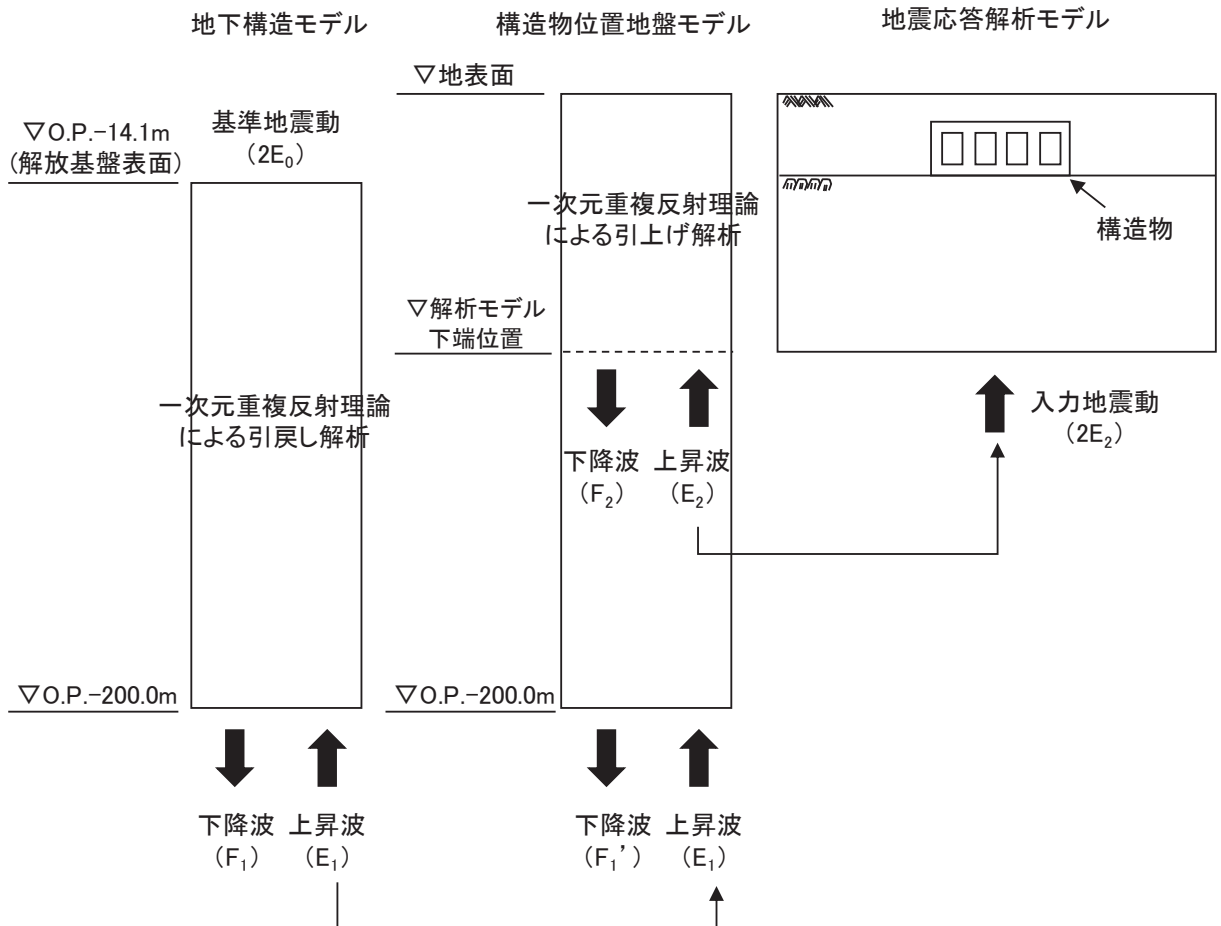 地下構造モデル
構造物位置地盤モデル
地震応答解析モデル
▽O.P.-14.1m
(解放基盤表面)
基準地震動
(2E₀)
一次元重複反射理論
による引戻し解析
▽O.P.-200.0m
下降波
(F₁)
上昇波
(E₁)
▽地表面
一次元重複反射理論
による引上げ解析
▽解析モデル
下端位置
下降波
(F₂)
上昇波
(E₂)
▽O.P.-200.0m
下降波
(F₁’)
上昇波
(E₁)
構造物
入力地震動
(2E₂)